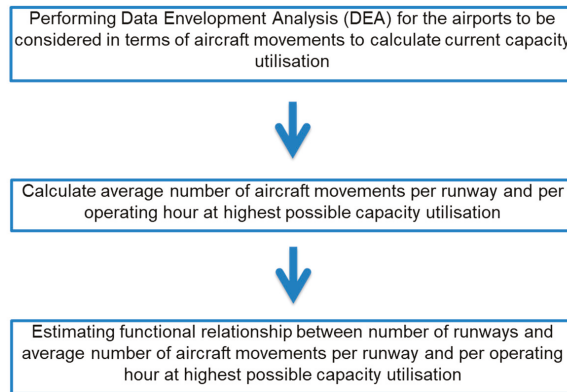 Performing Data Envelopment Analysis (DEA) for the airports to be
considered in terms of aircraft movements to calculate current capacity
utilisation
Calculate average number of aircraft movements per runway and per
operating hour at highest possible capacity utilisation
Estimating functional relationship between number of runways and
average number of aircraft movements per runway and per operating
hour at highest possible capacity utilisation